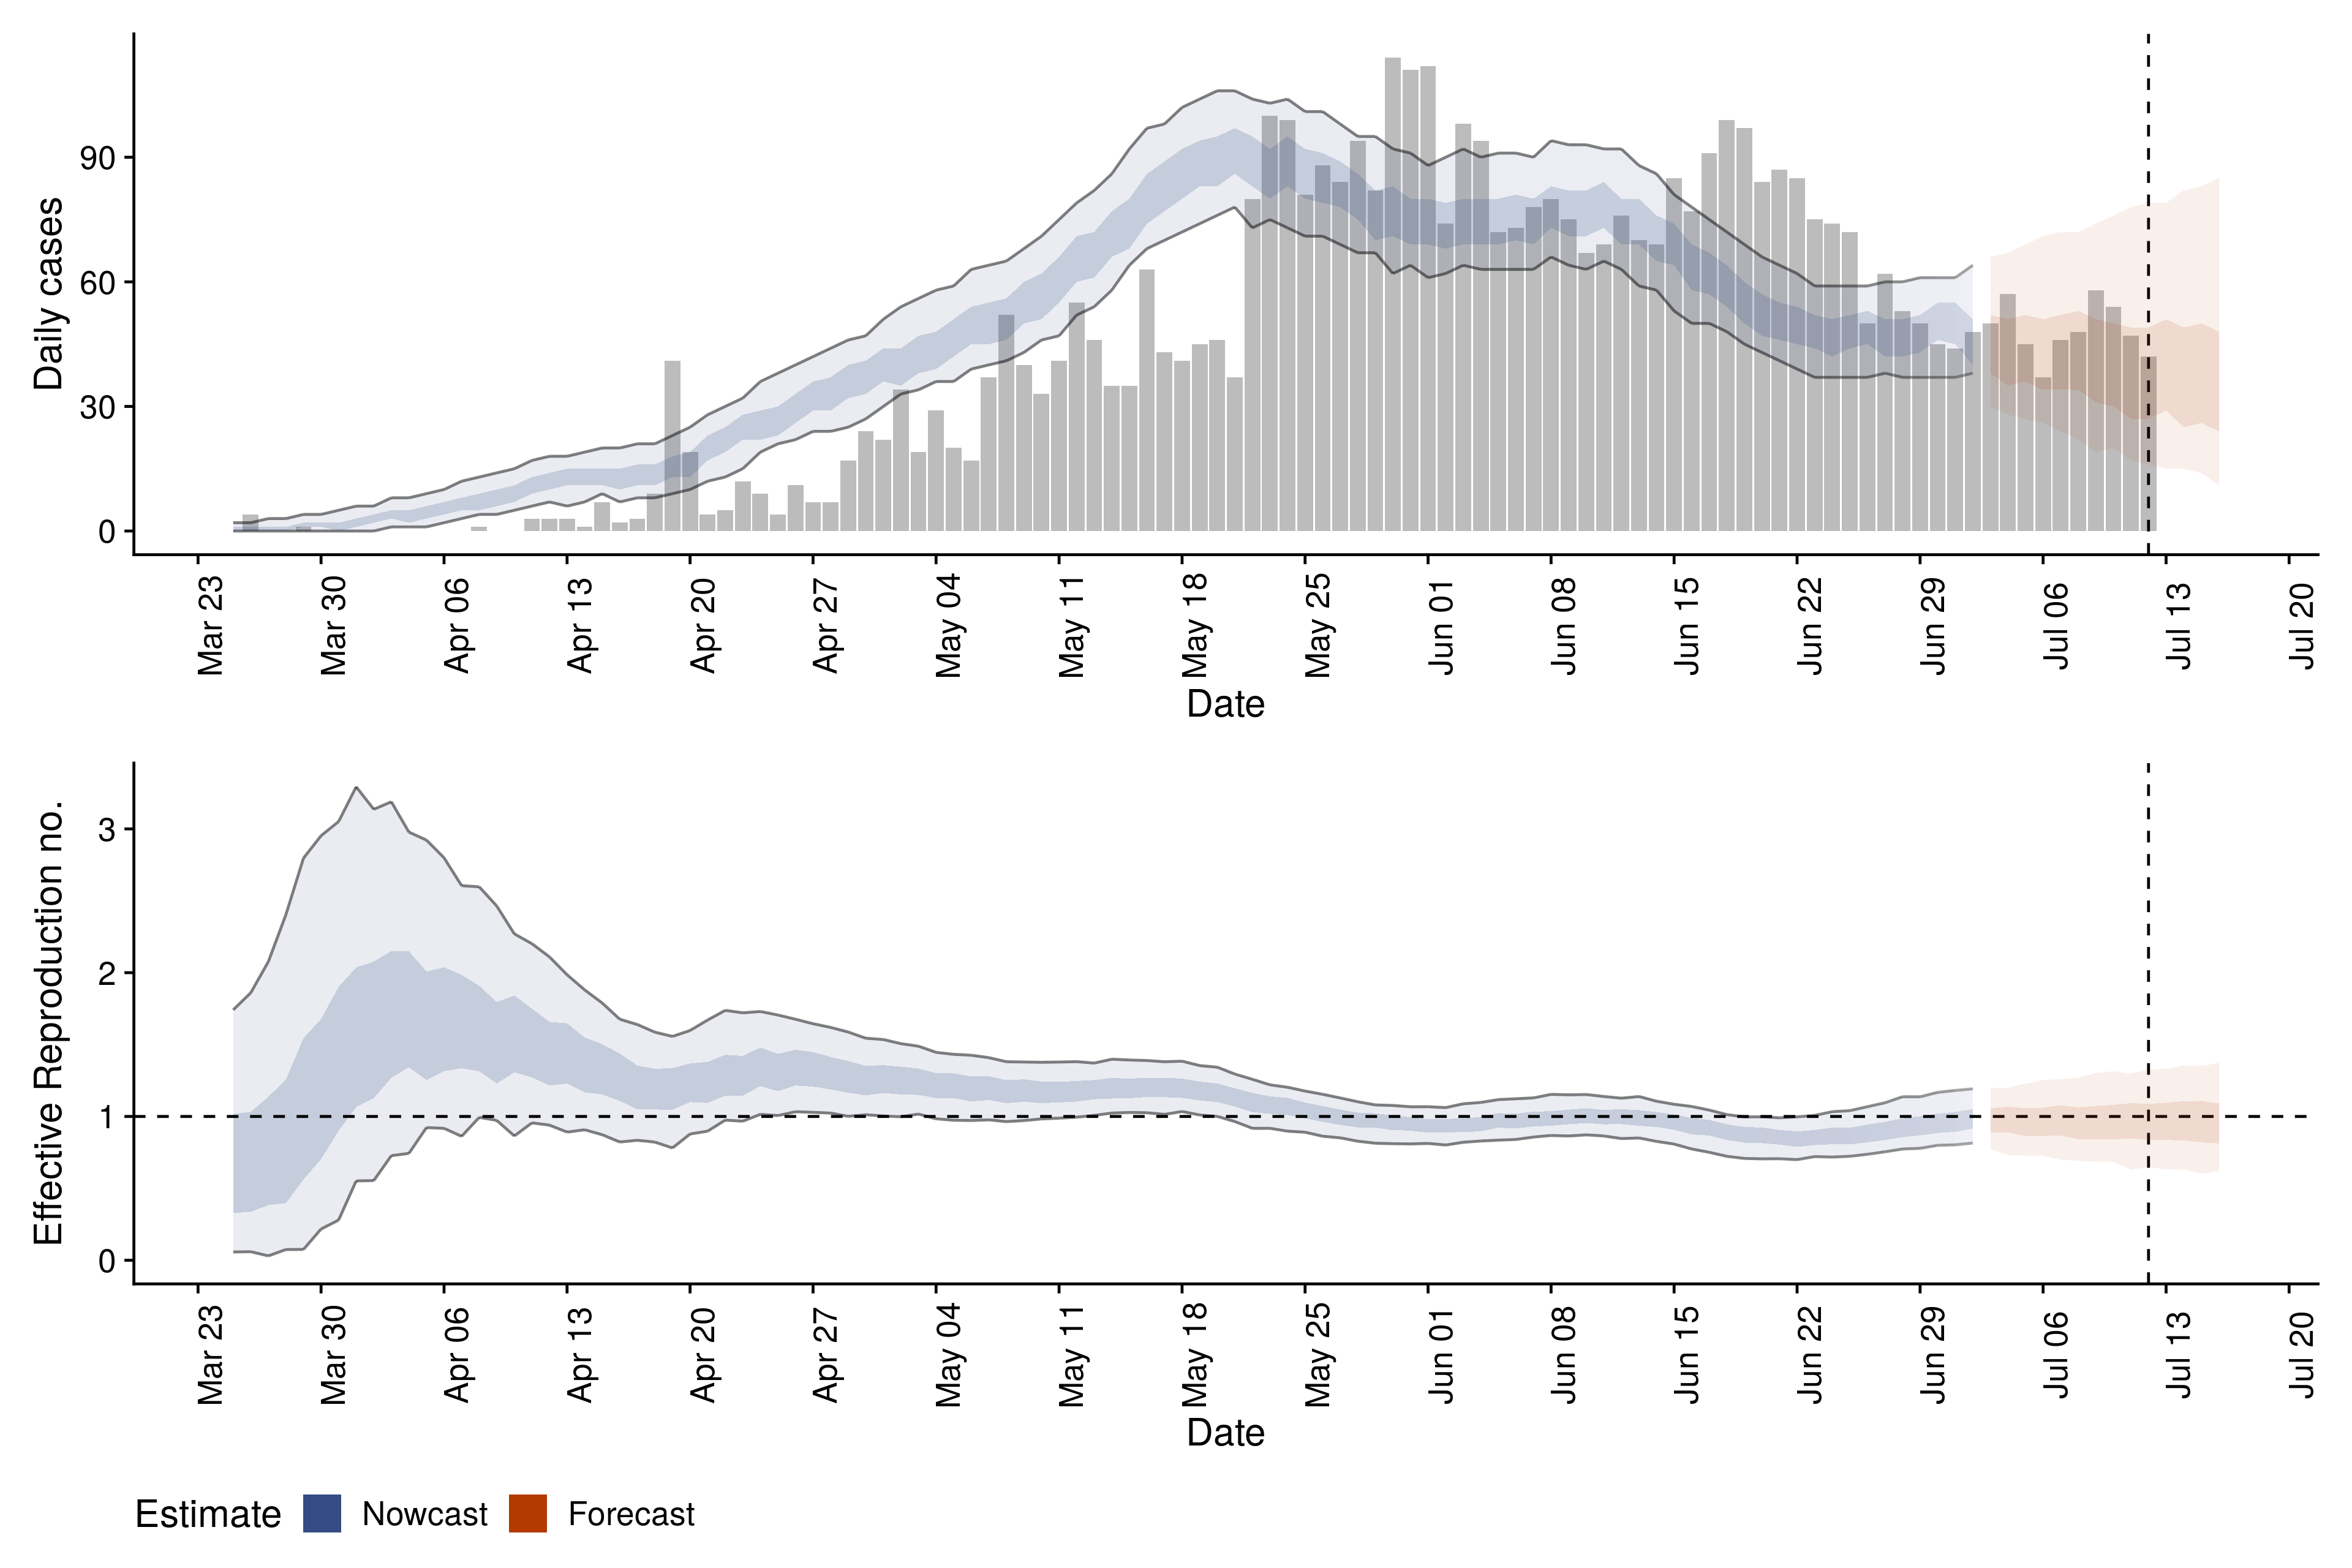 Daily cases
90
60
30
0
Mar 23
Mar 30
Apr 06
Apr 13
Apr 20
Apr 27
May 04
May 11
May 18
May 25
Jun 01
Jun 08
Jun 15
Jun 22
Jun 29
Jul 06
Jul 13
Jul 20
Date
Effective Reproduction no.
3
2
1
0
Mar 23
Mar 30
Apr 06
Apr 13
Apr 20
Apr 27
May 04
May 11
May 18
May 25
Jun 01
Jun 08
Jun 15
Jun 22
Jun 29
Jul 06
Jul 13
Jul 20
Date
Estimate Nowcast Forecast